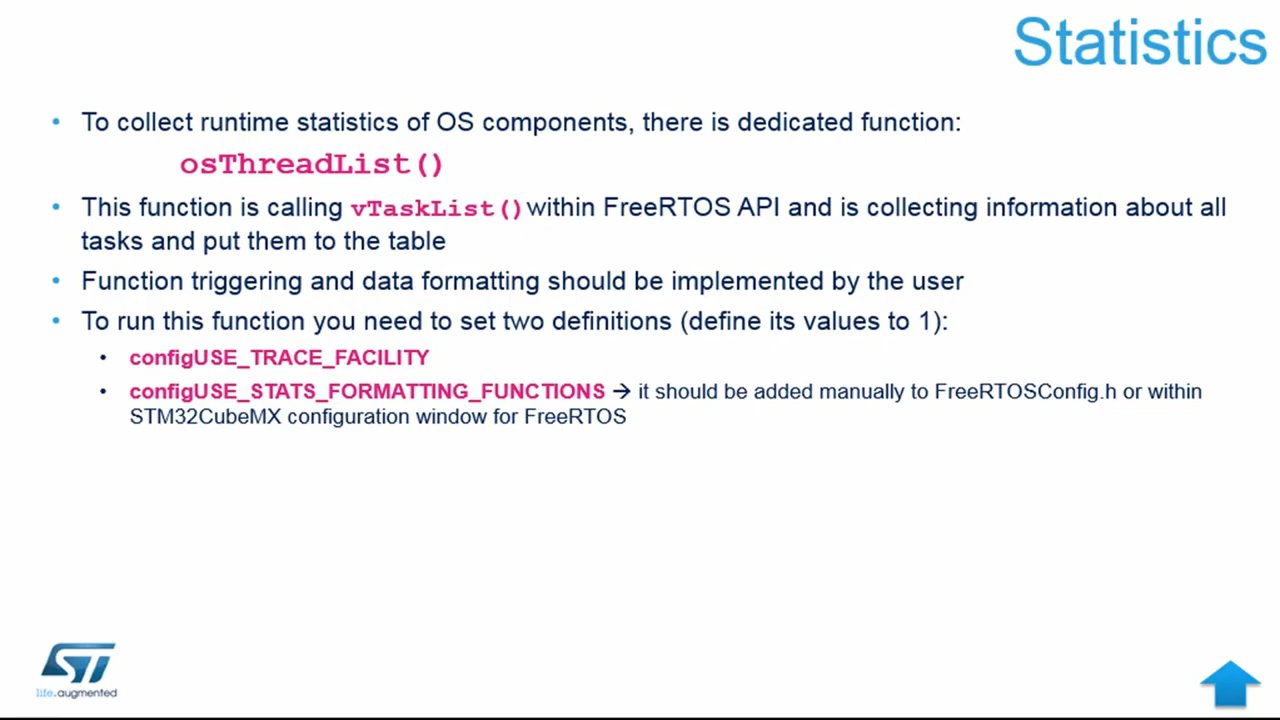 Statistics
• To collect runtime statistics of OS components, there is dedicated function:
osThreadList()
• This function is calling vTaskList()within FreeRTOS API and is collecting information about all
tasks and put them to the table
• Function triggering and data formatting should be implemented by the user
• To run this function you need to set two definitions (define its values to 1):
• configUSE_TRACE_FACILITY
• configUSE_STATS_FORMATTING_FUNCTIONS → it should be added manually to FreeRTOSConfig.h or within
STM32CubeMX configuration window for FreeRTOS
ST
life.augmented